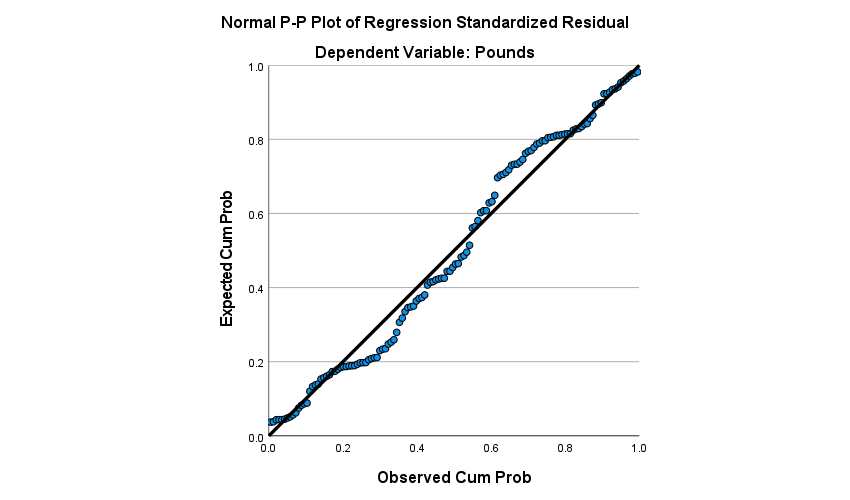 Normal P-P Plot of Regression Standardized Residual
Dependent Variable: Pounds
1.0
0.8
0.6
0.4
0.2
0.0
Expected Cum Prob
0.0 0.2 0.4 0.6 0.8 1.0
Observed Cum Prob